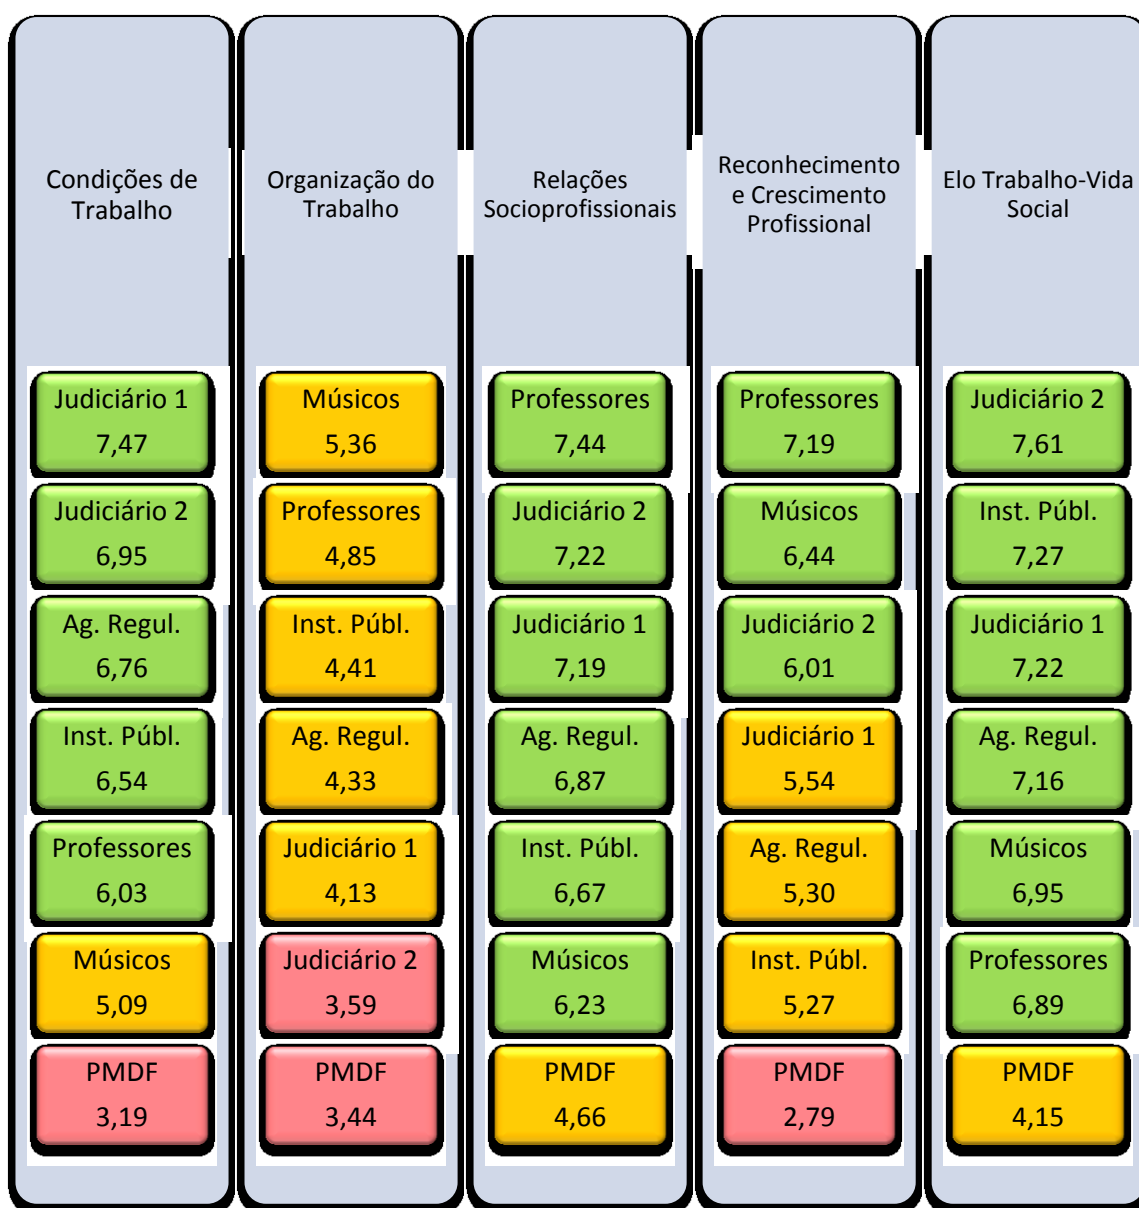 Condições de
Trabalho
Judiciário 1
7,47
Judiciário 2
6,95
Ag. Regul.
6,76
Inst. Públ.
6,54
Professores
6,03
Músicos
5,09
PMDF
3,19
Organização do
Trabalho
Músicos
5,36
Professores
4,85
Inst. Públ.
4,41
Ag. Regul.
4,33
Judiciário 1
4,13
Judiciário 2
3,59
PMDF
3,44
Relações
Socioprofissionais
Professores
7,44
Judiciário 2
7,22
Judiciário 1
7,19
Ag. Regul.
6,87
Inst. Públ.
6,67
Músicos
6,23
PMDF
4,66
Reconhecimento
e Crescimento
Profissional
Professores
7,19
Músicos
6,44
Judiciário 2
6,01
Judiciário 1
5,54
Ag. Regul.
5,30
Inst. Públ.
5,27
PMDF
2,79
Elo Trabalho-Vida
Social
Judiciário 2
7,61
Inst. Públ.
7,27
Judiciário 1
7,22
Ag. Regul.
7,16
Músicos
6,95
Professores
6,89
PMDF
4,15